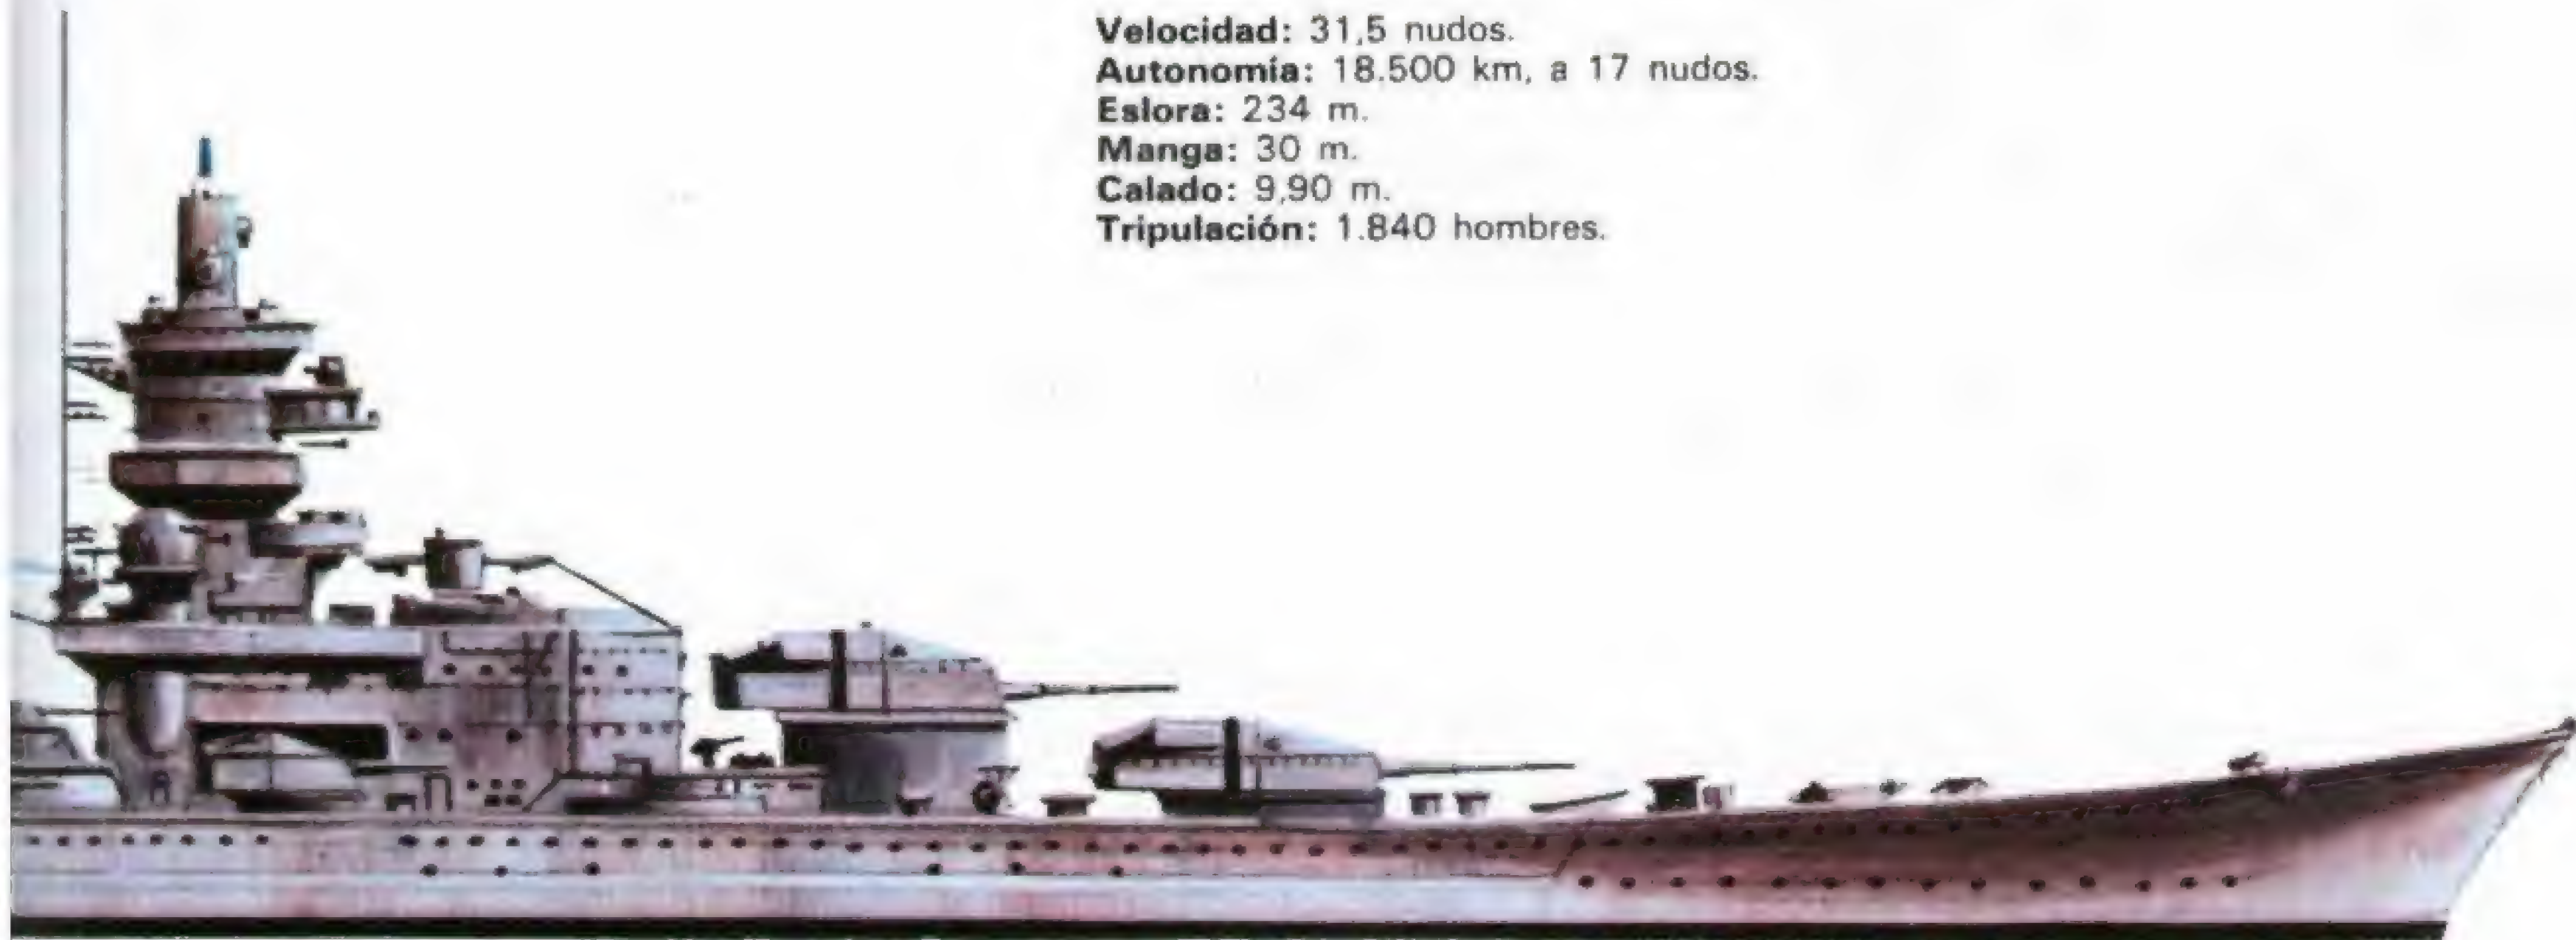 Velocidad: 31,5 nudos.
Autonomía: 18.500 km, a 17 nudos.
Eslora: 234 m.
Manga: 30 m.
Calado: 9,90 m.
Tripulación: 1.840 hombres.